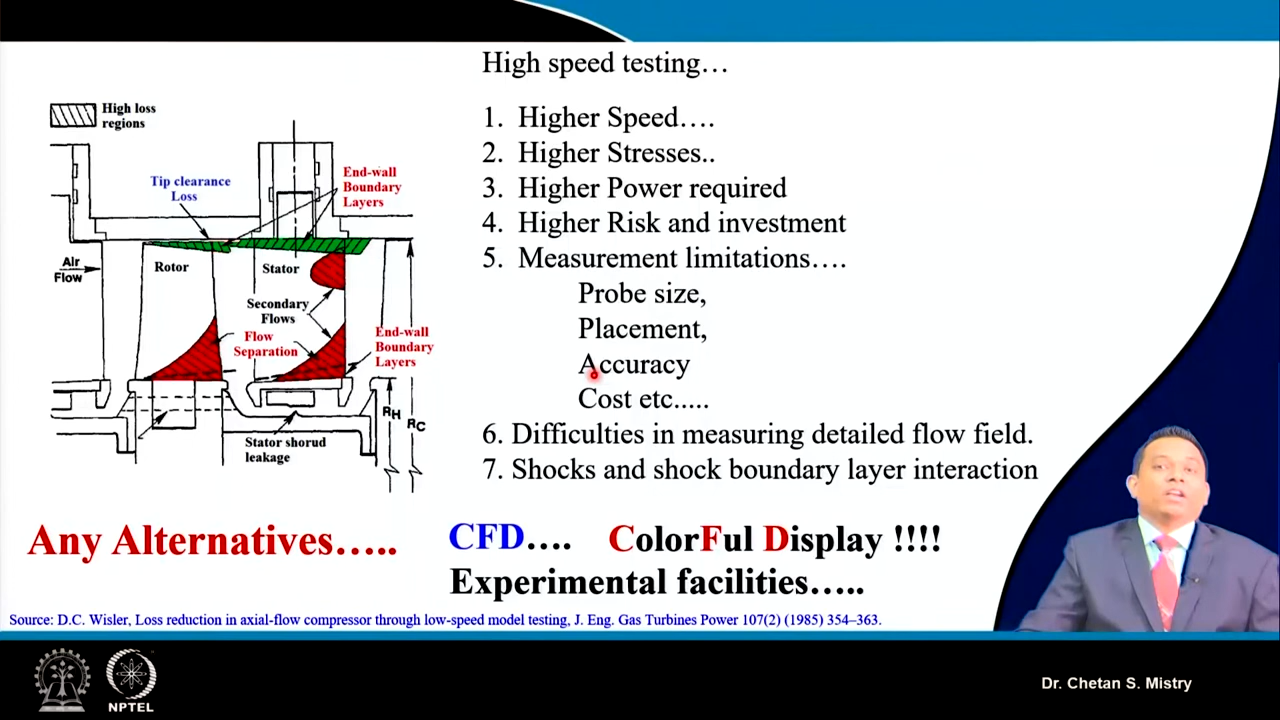 High speed testing…
High loss
regions
Tip clearance
Loss
End-wall
Boundary
Layers
Air
Flow
Rotor
Stator
Secondary
Flows
Flow
Separation
End-wall
Boundary
Layers
RH
RC
Stator shorud
leakage
1. Higher Speed….
2. Higher Stresses..
3. Higher Power required
4. Higher Risk and investment
5. Measurement limitations….
Probe size,
Placement,
Accuracy
Cost etc.....
6. Difficulties in measuring detailed flow field.
7. Shocks and shock boundary layer interaction
Any Alternatives…..
CFD…. ColorFul Display !!!!
Experimental facilities…..
Source: D.C. Wisler, Loss reduction in axial-flow compressor through low-speed model testing, J. Eng. Gas Turbines Power 107(2) (1985) 354–363.
NPTEL
Dr. Chetan S. Mistry